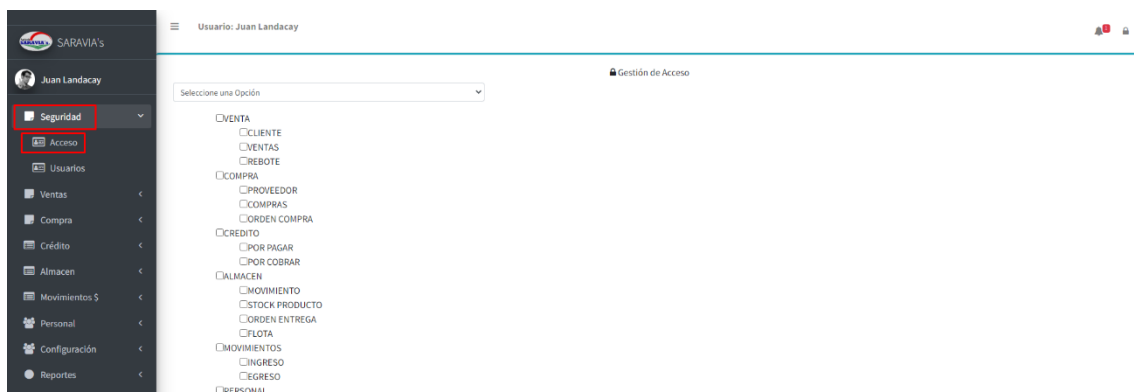 SARAVIA's
Juan Landacay
Seguridad
Acceso
Usuarios
Ventas
Compra
Crédito
Almacen
Movimientos $
Personal
Configuración
Reportes
Usuario: Juan Landacay
Gestión de Acceso
Seleccione una Opción
VENTA
CLIENTE
VENTAS
REBOTE
COMPRA
PROVEEDOR
COMPRAS
ORDEN COMPRA
CREDITO
POR PAGAR
POR COBRAR
ALMACEN
MOVIMIENTO
STOCK PRODUCTO
ORDEN ENTREGA
FLOTA
MOVIMIENTOS
INGRESO
EGRESO
PERSONAL